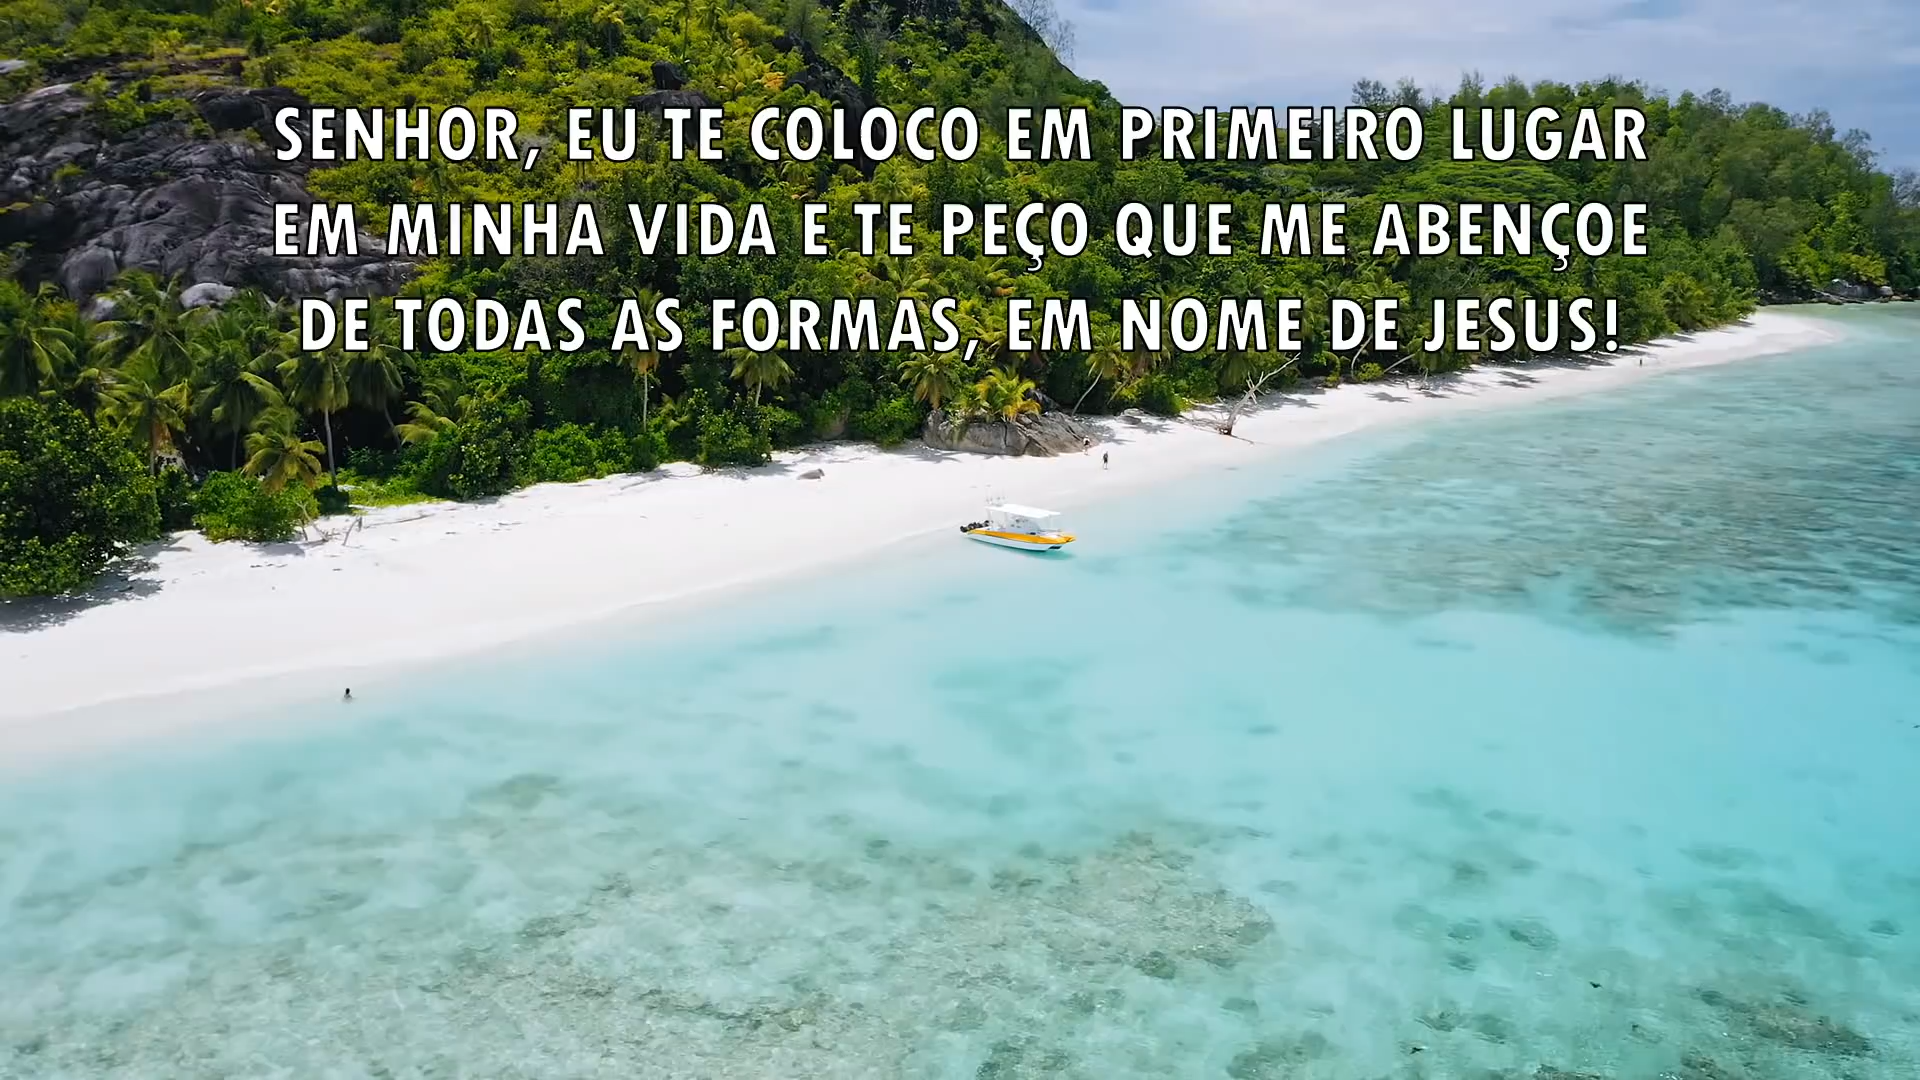 SENHOR, EU TE COLOCO EM PRIMEIRO LUGAR
EM MINHA VIDA E TE PEÇO QUE ME ABENÇOE
DE TODAS AS FORMAS, EM NOME DE JESUS!